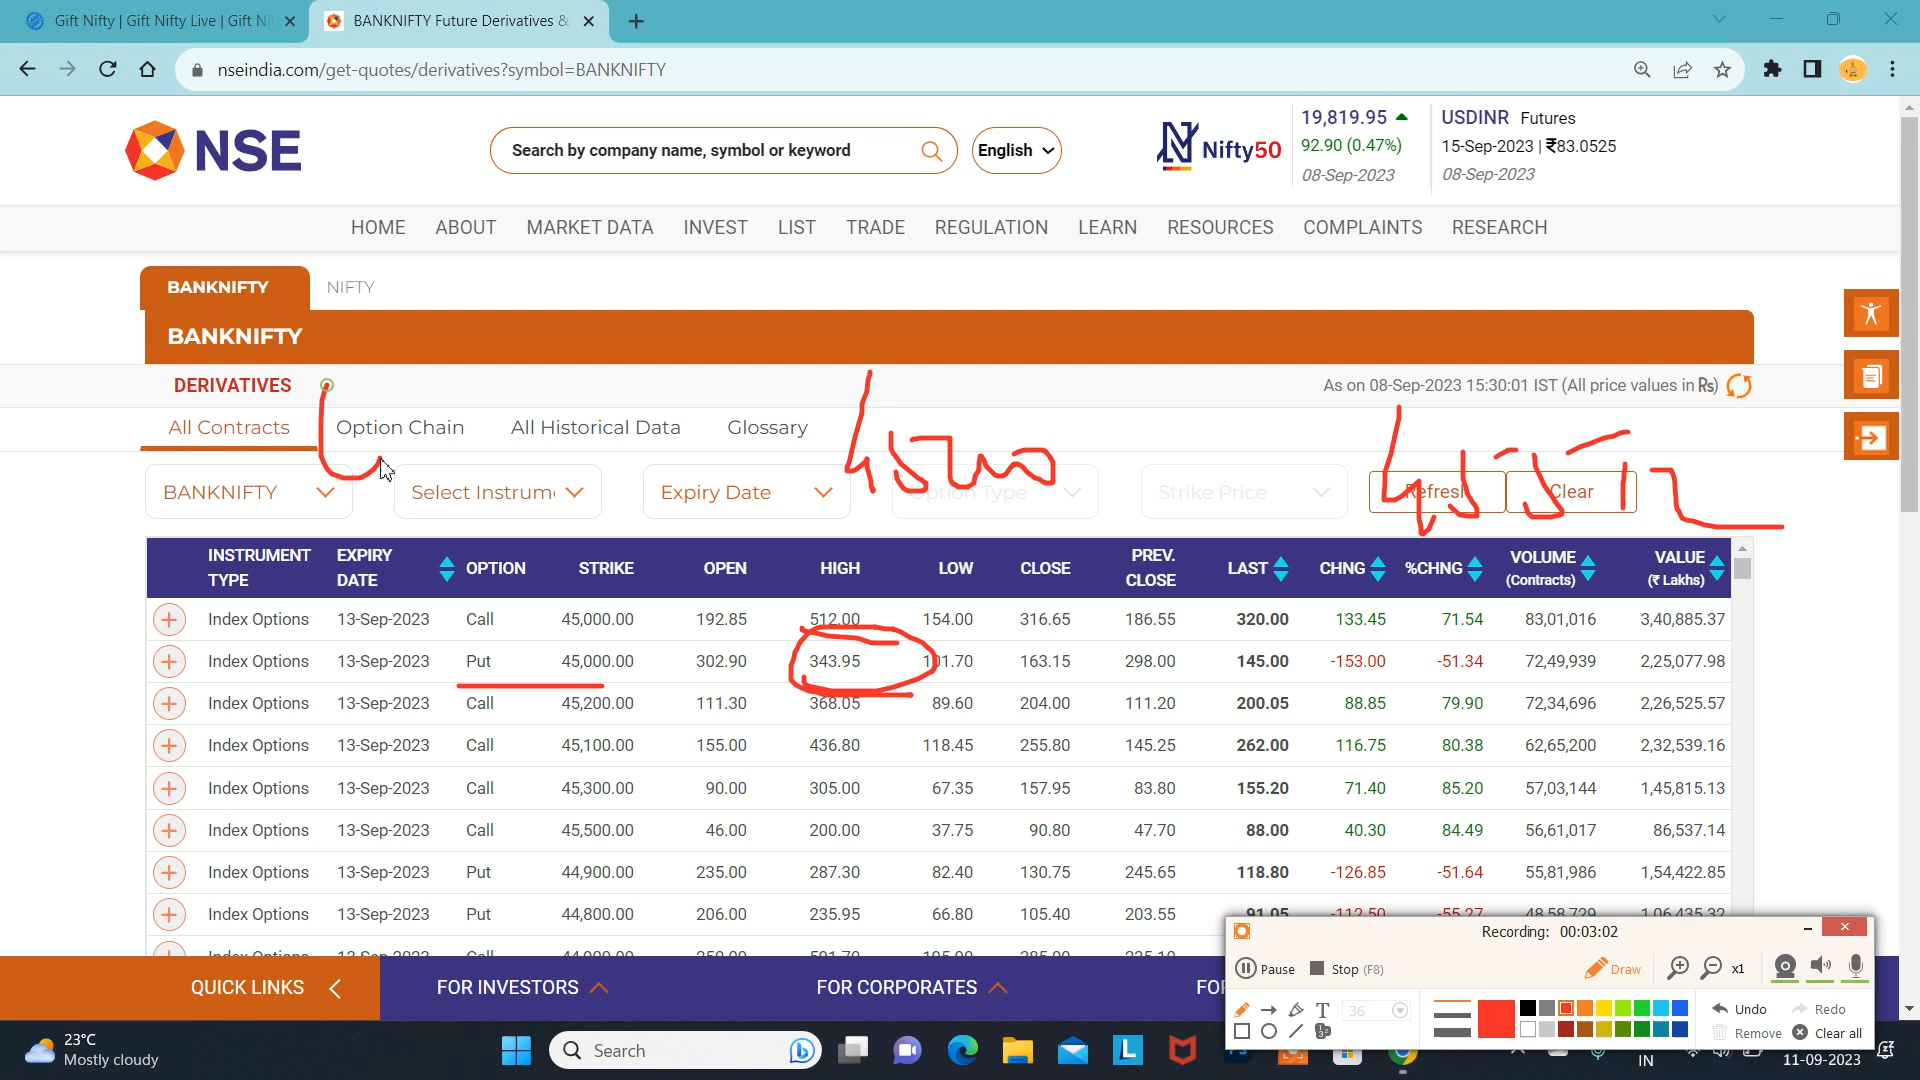 Gift Nifty | Gift Nifty Live | Gift Ni
BANKNIFTY Future Derivatives &
nseindia.com/get-quotes/derivatives?symbol=BANKNIFTY
NSE
Search by company name, symbol or keyword
English
Nifty50
19,819.95
92.90 (0.47%)
08-Sep-2023
USDINR Futures
15-Sep-2023 | ₹83.0525
08-Sep-2023
HOME ABOUT MARKET DATA INVEST LIST TRADE REGULATION LEARN RESOURCES COMPLAINTS RESEARCH
BANKNIFTY NIFTY
BANKNIFTY
DERIVATIVES
As on 08-Sep-2023 15:30:01 IST (All price values in Rs)
All Contracts Option Chain All Historical Data Glossary
BANKNIFTY Select Instrum Expiry Date Option Type Strike Price Refresh Clear
INSTRUMENT TYPE EXPIRY DATE OPTION STRIKE OPEN HIGH LOW CLOSE PREV. CLOSE LAST CHNG %CHNG VOLUME (Contracts) VALUE (₹ Lakhs)
Index Options 13-Sep-2023 Call 45,000.00 192.85 512.00 154.00 316.65 186.55 320.00 133.45 71.54 83,01,016 3,40,885.37
Index Options 13-Sep-2023 Put 45,000.00 302.90 343.95 101.70 163.15 298.00 145.00 -153.00 -51.34 72,49,939 2,25,077.98
Index Options 13-Sep-2023 Call 45,200.00 111.30 368.05 89.60 204.00 111.20 200.05 88.85 79.90 72,34,696 2,26,525.57
Index Options 13-Sep-2023 Call 45,100.00 155.00 436.80 118.45 255.80 145.25 262.00 116.75 80.38 62,65,200 2,32,539.16
Index Options 13-Sep-2023 Call 45,300.00 90.00 305.00 67.35 157.95 83.80 155.20 71.40 85.20 57,03,144 1,45,815.13
Index Options 13-Sep-2023 Call 45,500.00 46.00 200.00 37.75 90.80 47.70 88.00 40.30 84.49 56,61,017 86,537.14
Index Options 13-Sep-2023 Put 44,900.00 235.00 287.30 82.40 130.75 245.65 118.80 -126.85 -51.64 55,81,986 1,54,422.85
Index Options 13-Sep-2023 Put 44,800.00 206.00 235.95 66.80 105.40 203.55 91.05 -112.50 -55.27 48,58,729 1,06,435.32
QUICK LINKS FOR INVESTORS FOR CORPORATES
Recording: 00:03:02
Pause Stop (F8) Draw x1
36 Undo Redo
Remove Clear all
23°C
Mostly cloudy
Search
IN
11-09-2023